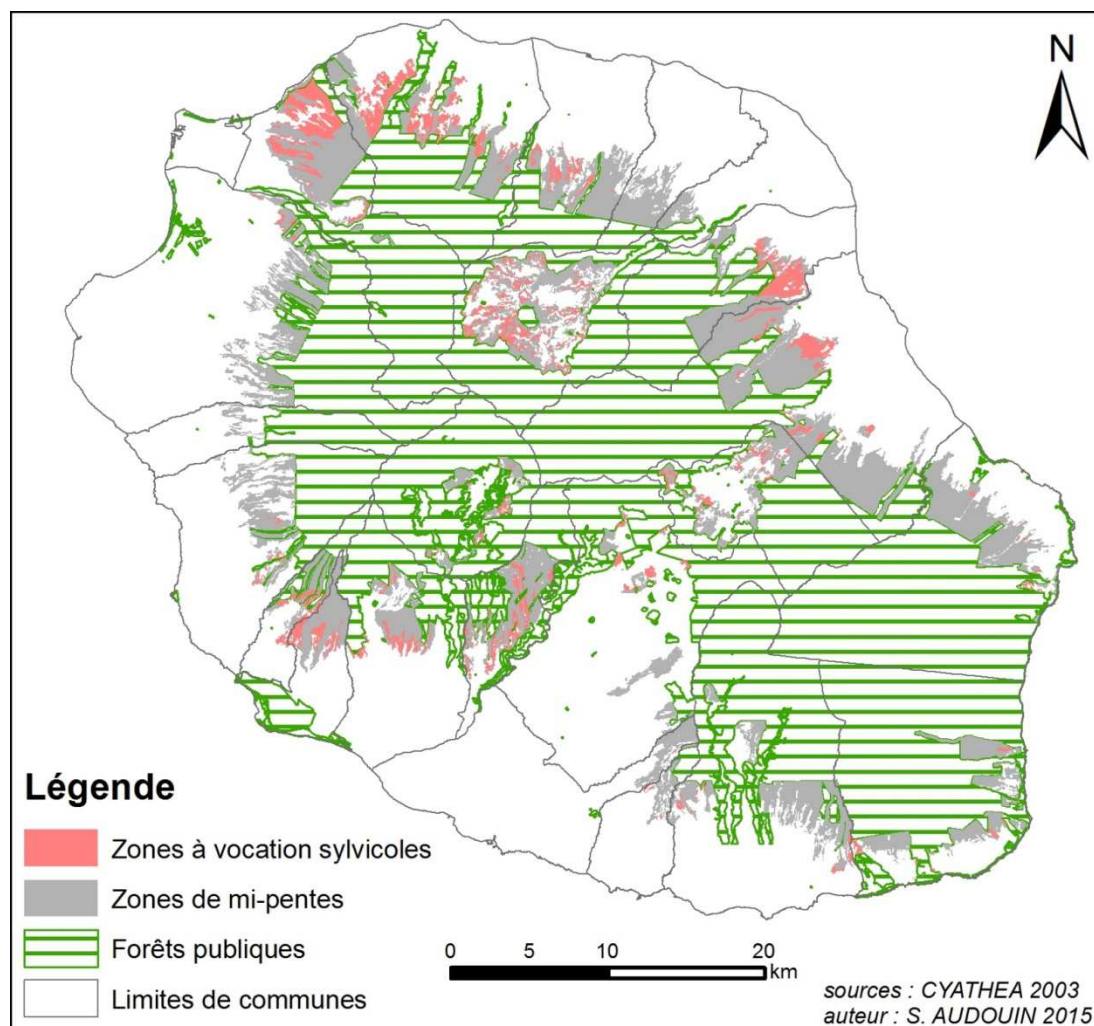 N
Légende
Zones à vocation sylvicoles
Zones de mi-pentes
Forêts publiques
Limites de communes
0 5 10 20
km
sources : CYATHEA 2003
auteur : S. AUDOUIN 2015